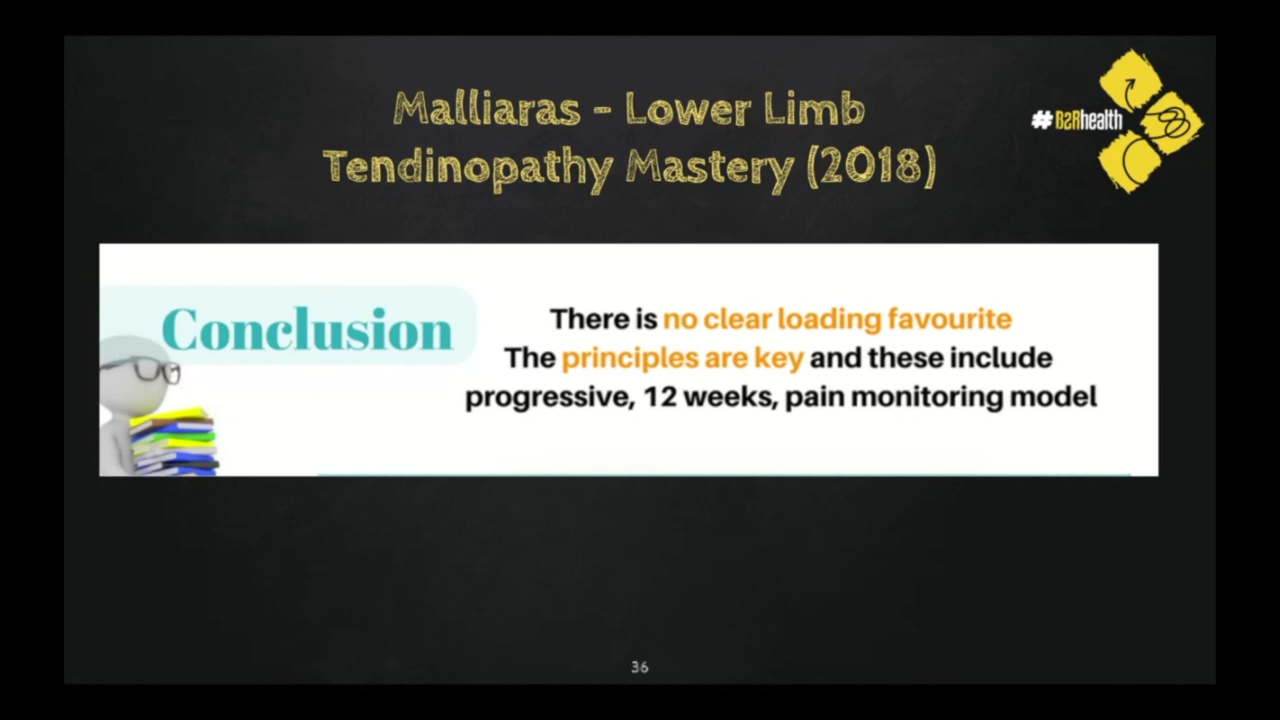 Malliaras - Lower Limb
Tendinopathy Mastery (2018)
#B2Rhealth
Conclusion
There is no clear loading favourite
The principles are key and these include
progressive, 12 weeks, pain monitoring model
36